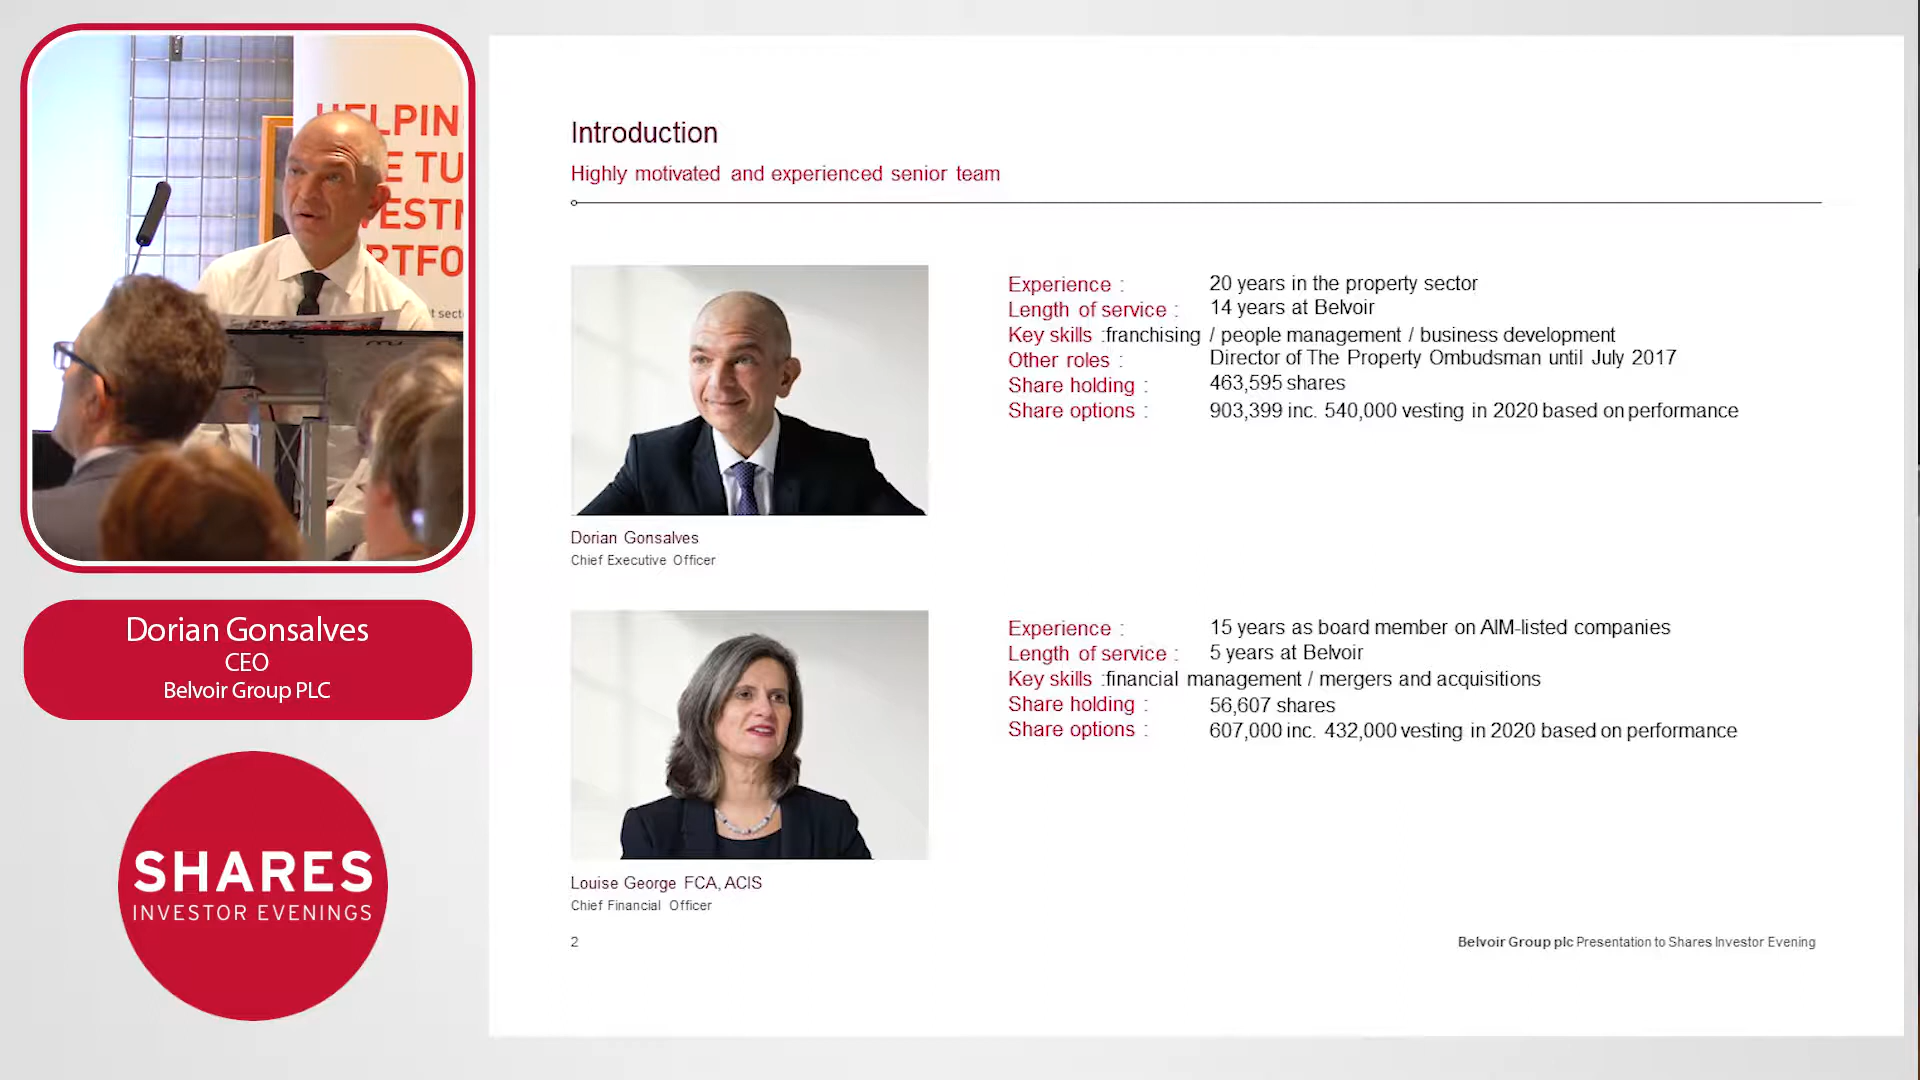 HELPIN
E TU
VESTM
RTFO
t sect
Dorian Gonsalves
CEO
Belvoir Group PLC
SHARES
INVESTOR EVENINGS
Introduction
Highly motivated and experienced senior team
Experience : 20 years in the property sector
Length of service : 14 years at Belvoir
Key skills :franchising / people management / business development
Other roles : Director of The Property Ombudsman until July 2017
Share holding : 463,595 shares
Share options : 903,399 inc. 540,000 vesting in 2020 based on performance
Dorian Gonsalves
Chief Executive Officer
Experience : 15 years as board member on AIM-listed companies
Length of service : 5 years at Belvoir
Key skills :financial management / mergers and acquisitions
Share holding : 56,607 shares
Share options : 607,000 inc. 432,000 vesting in 2020 based on performance
Louise George FCA, ACIS
Chief Financial Officer
2
Belvoir Group plc Presentation to Shares Investor Evening